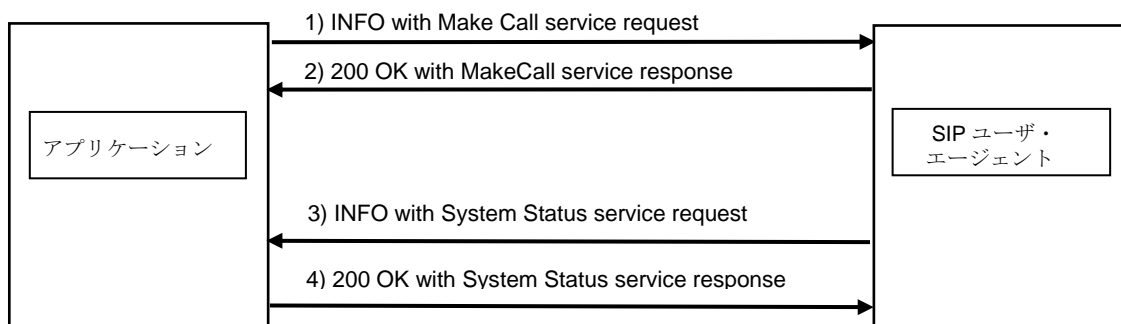 1) INFO with Make Call service request
2) 200 OK with MakeCall service response
アプリケーション
SIP ユーザ・
エージェント
3) INFO with System Status service request
4) 200 OK with System Status service response